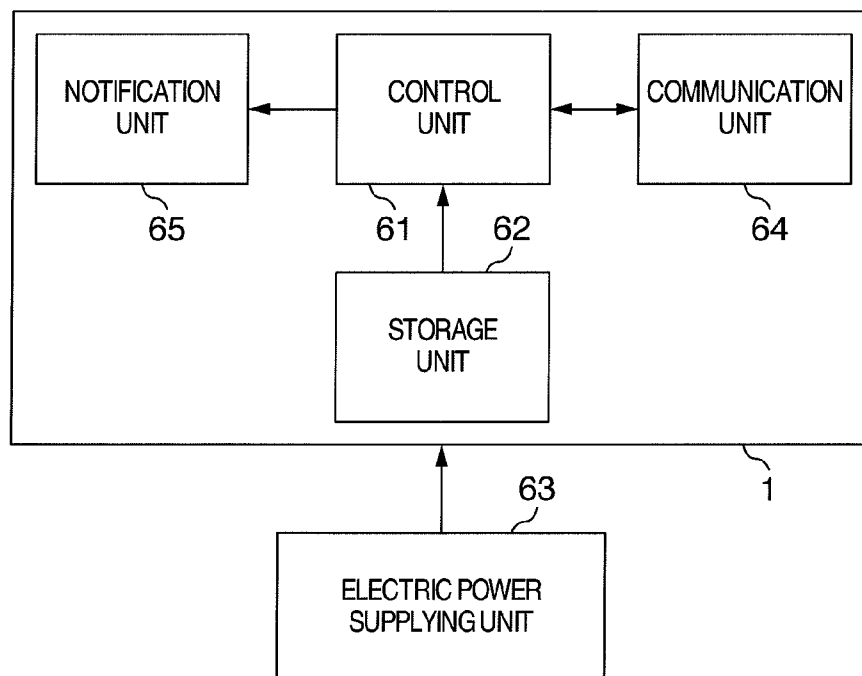 NOTIFICATION
UNIT
CONTROL
UNIT
COMMUNICATION
UNIT
65
61
62
64
STORAGE
UNIT
1
63
ELECTRIC POWER
SUPPLYING UNIT